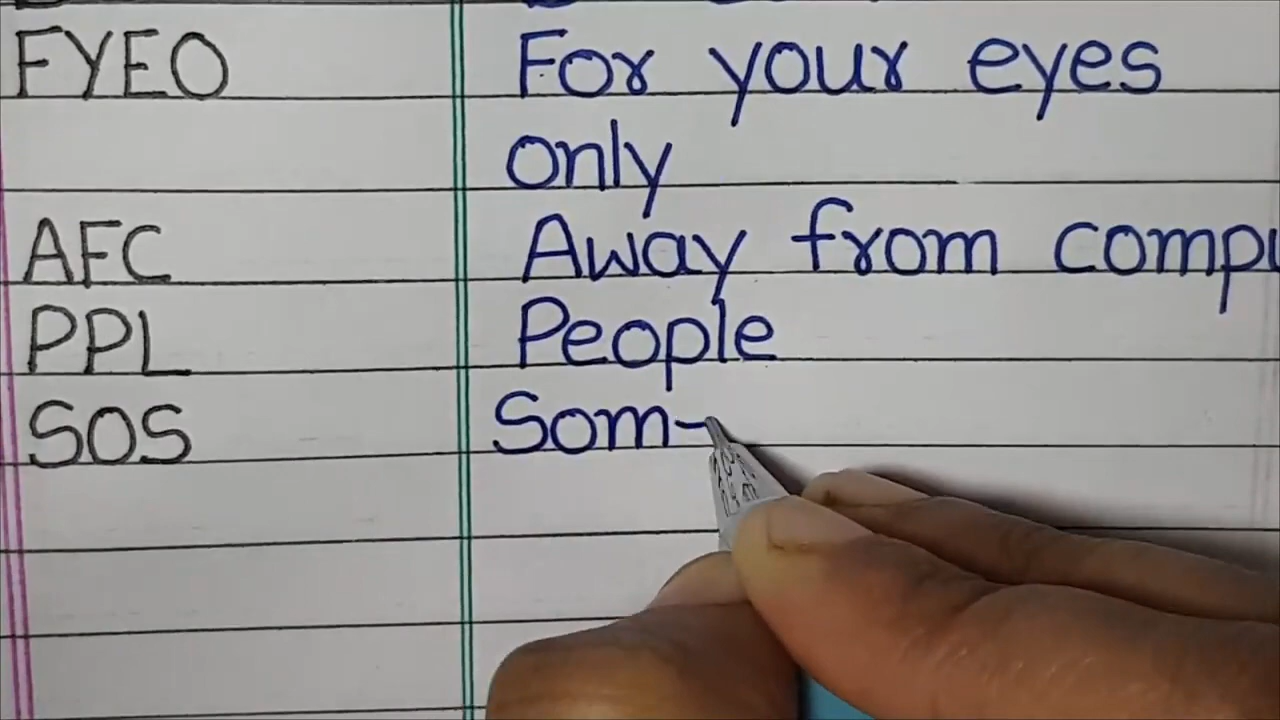 FYEO For your eyes
only
AFC Away from compu
PPL People
SOS Som